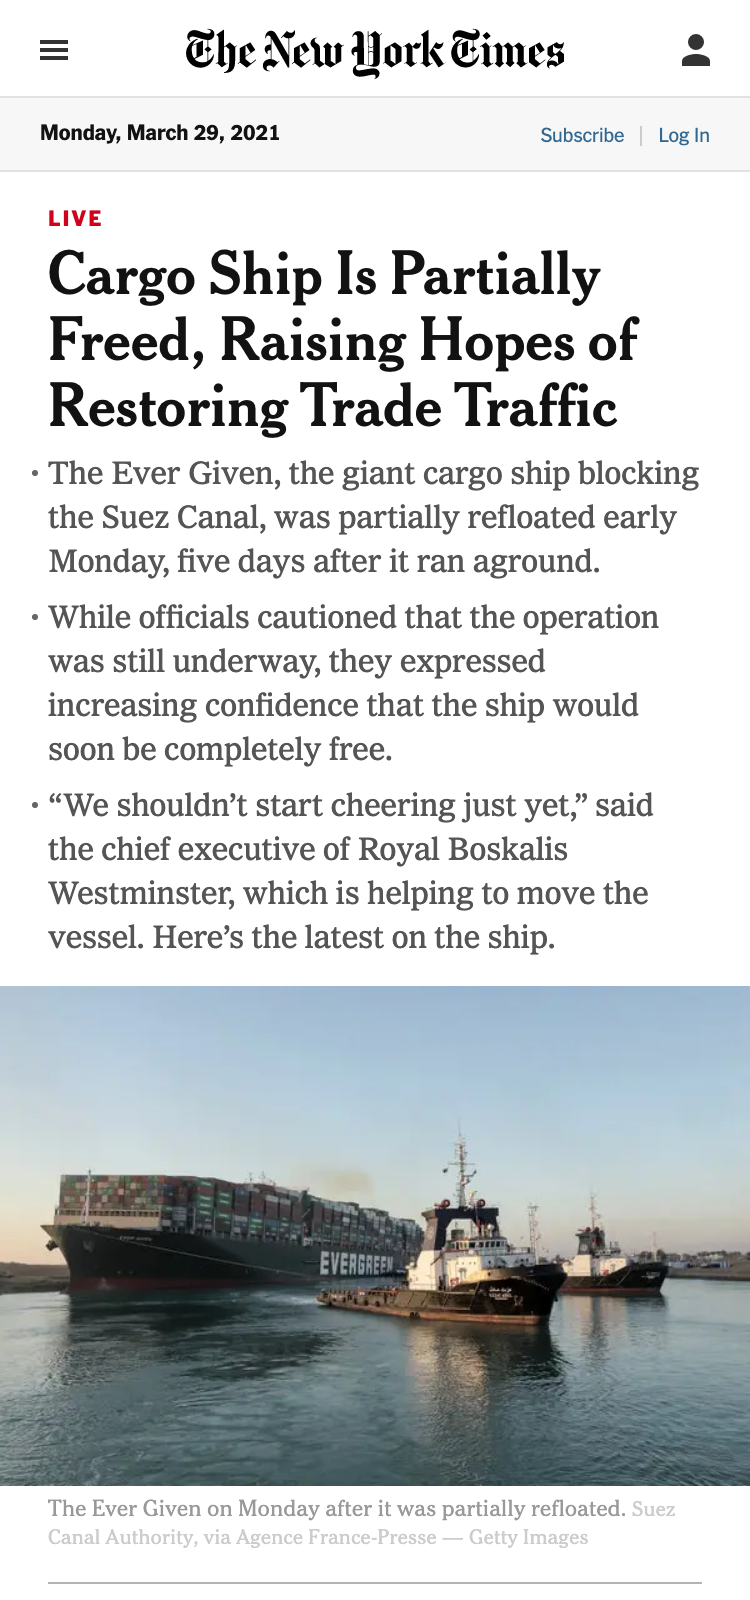 The New York Times
Monday, March 29, 2021
Subscribe | Log In
LIVE
Cargo Ship Is Partially
Freed, Raising Hopes of
Restoring Trade Traffic
• The Ever Given, the giant cargo ship blocking
the Suez Canal, was partially refloated early
Monday, five days after it ran aground.
• While officials cautioned that the operation
was still underway, they expressed
increasing confidence that the ship would
soon be completely free.
• “We shouldn’t start cheering just yet,” said
the chief executive of Royal Boskalis
Westminster, which is helping to move the
vessel. Here’s the latest on the ship.
EVER GIVEN
EVERGREEN
The Ever Given on Monday after it was partially refloated. Suez
Canal Authority, via Agence France-Presse — Getty Images